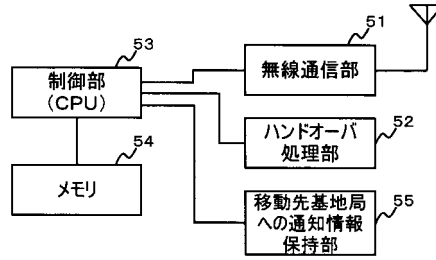 53
制御部
(CPU)
54
メモリ
51
無線通信部
52
ハンドオーバ
処理部
55
移動先基地局
への通知情報
保持部